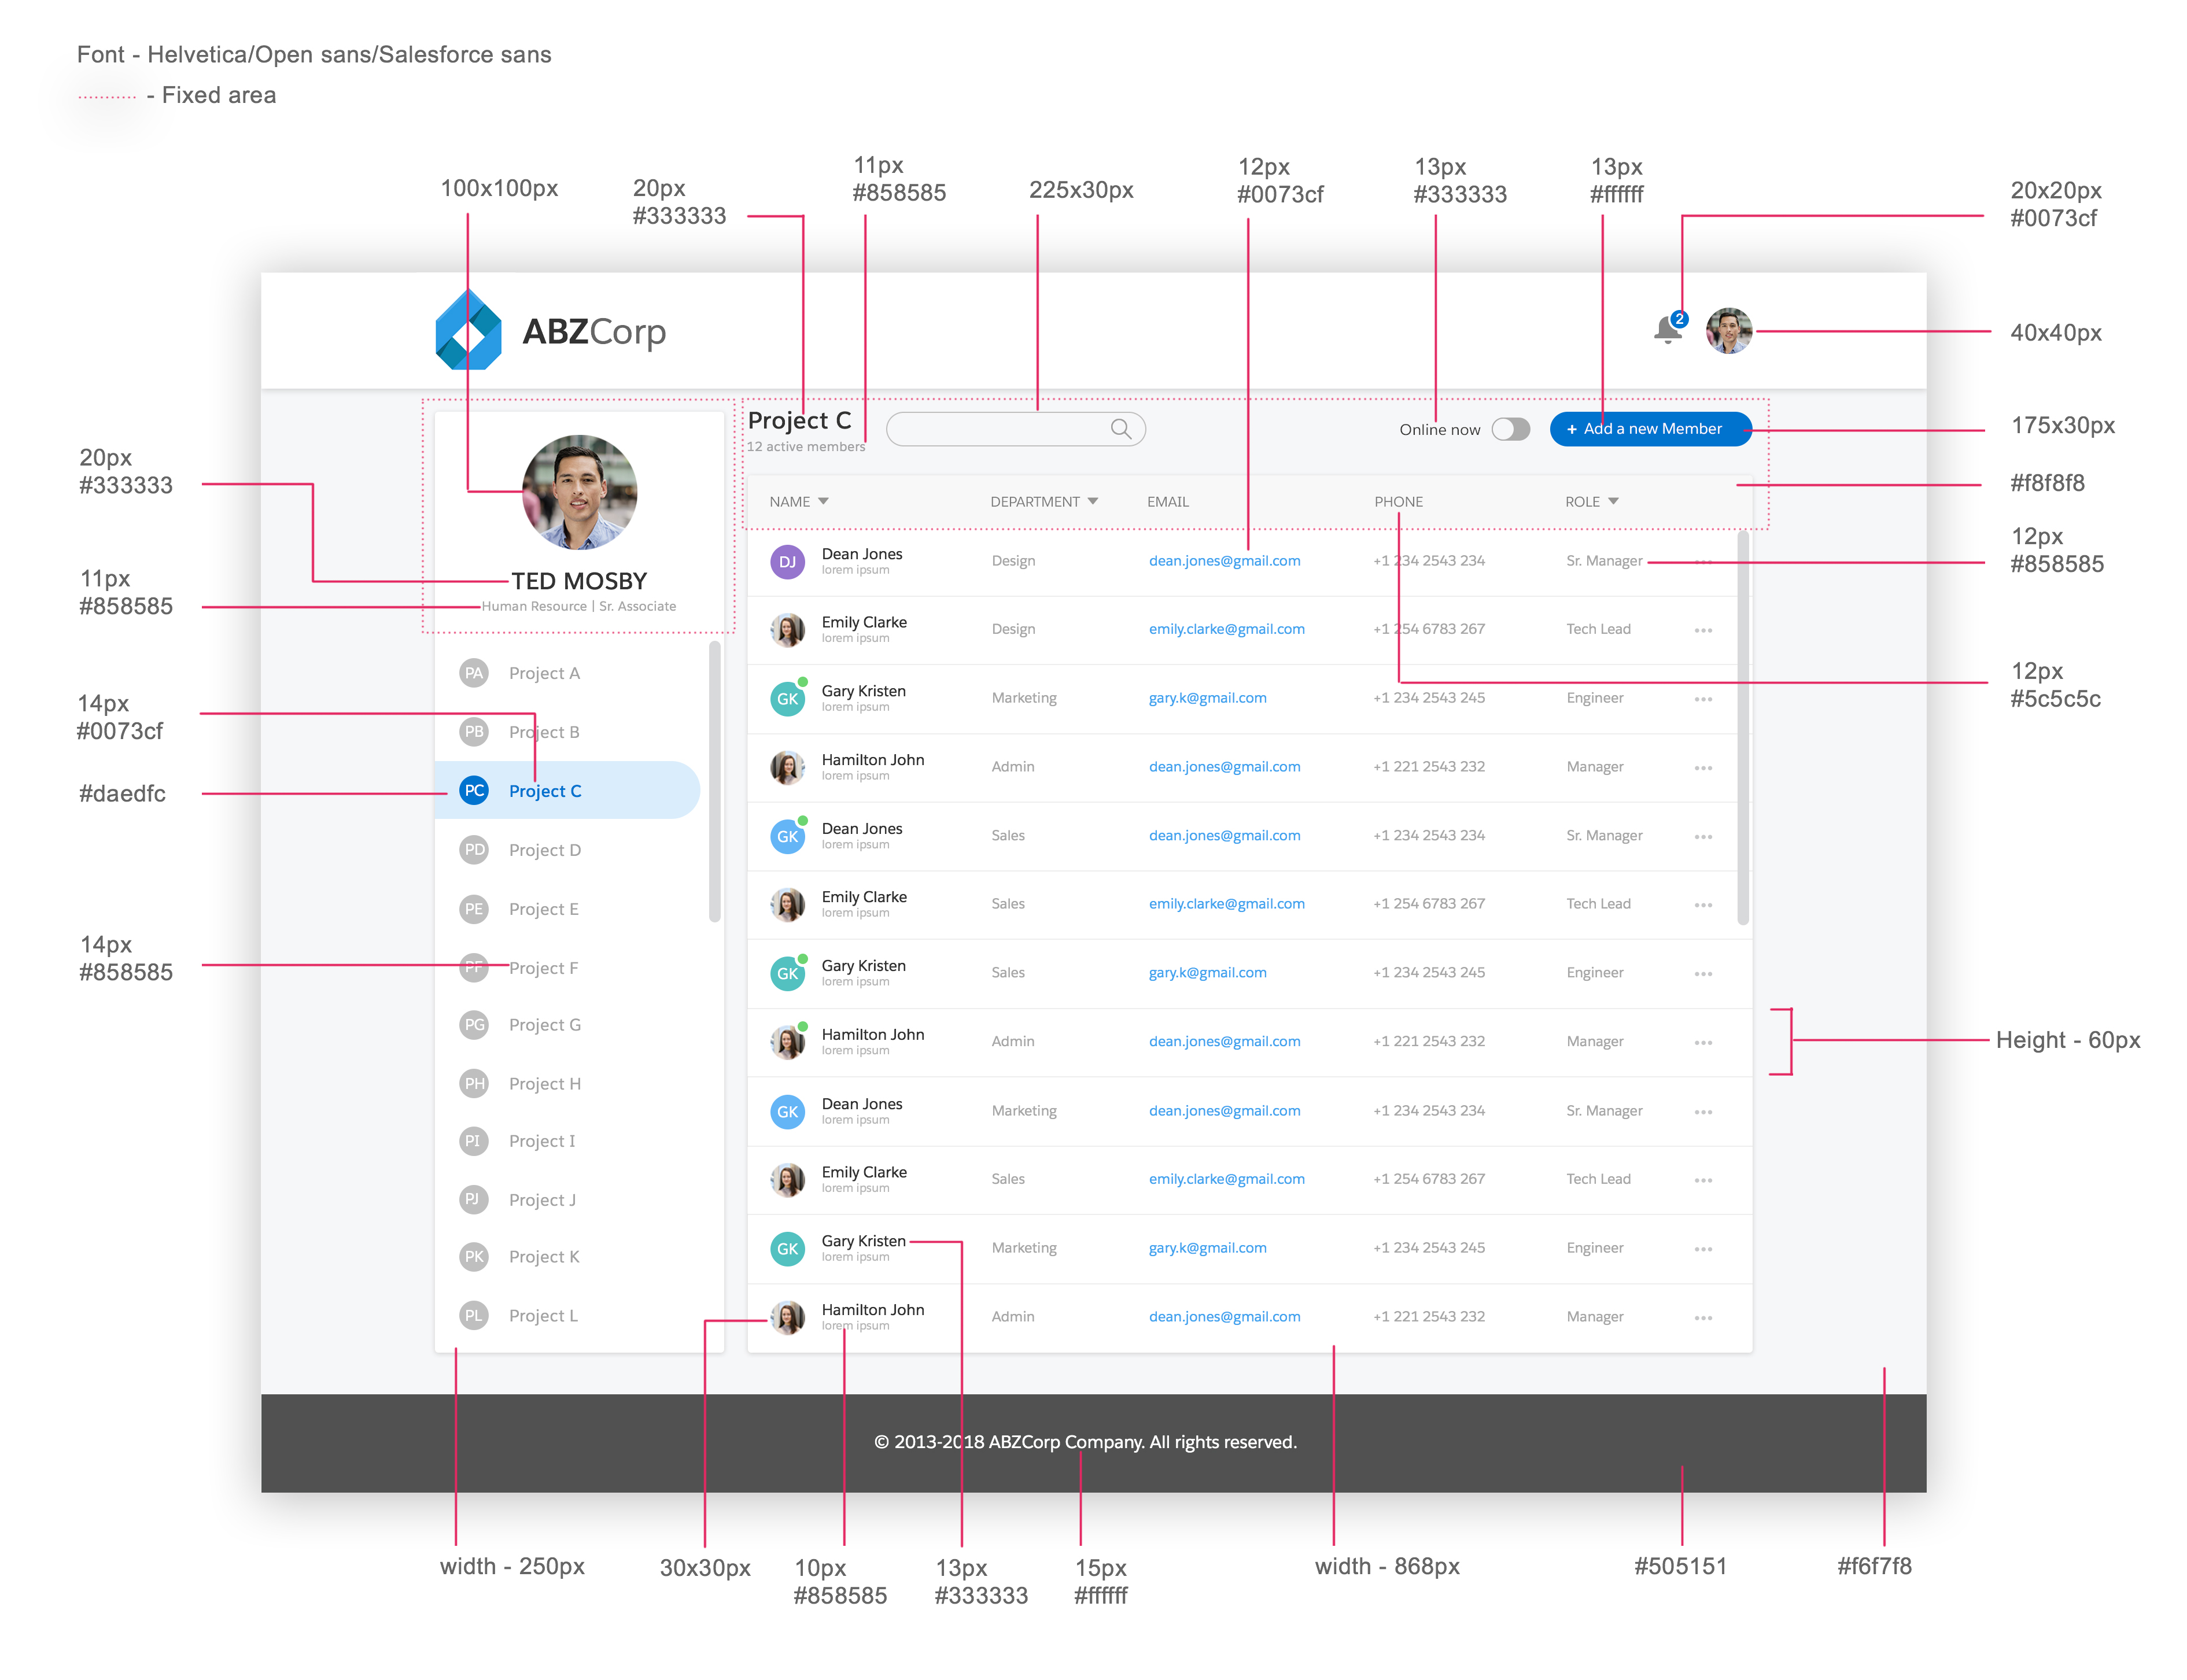 Font - Helvetica/Open sans/Salesforce sans
- Fixed area
100x100px
20px
#333333
11px
#858585
225x30px
12px
#0073cf
13px
#333333
13px
#ffffff
20x20px
#0073cf
ABZCorp
2
40x40px
Project C
12 active members
Online now
+ Add a new Member
175x30px
20px
#333333
#f8f8f8
NAME DEPARTMENT EMAIL PHONE ROLE
11px
#858585
TED MOSBY
Human Resource | Sr. Associate
12px
#858585
DJ Dean Jones Design dean.jones@gmail.com +1 234 2543 234 Sr. Manager
lorem ipsum
Emily Clarke Design emily.clarke@gmail.com +1 254 6783 267 Tech Lead
lorem ipsum
GK Gary Kristen Marketing gary.k@gmail.com +1 234 2543 245 Engineer
lorem ipsum
12px
#5c5c5c
Hamilton John Admin dean.jones@gmail.com +1 221 2543 232 Manager
lorem ipsum
GK Dean Jones Sales dean.jones@gmail.com +1 234 2543 234 Sr. Manager
lorem ipsum
Emily Clarke Sales emily.clarke@gmail.com +1 254 6783 267 Tech Lead
lorem ipsum
GK Gary Kristen Sales gary.k@gmail.com +1 234 2543 245 Engineer
lorem ipsum
Hamilton John Admin dean.jones@gmail.com +1 221 2543 232 Manager
lorem ipsum
Height - 60px
GK Dean Jones Marketing dean.jones@gmail.com +1 234 2543 234 Sr. Manager
lorem ipsum
Emily Clarke Sales emily.clarke@gmail.com +1 254 6783 267 Tech Lead
lorem ipsum
GK Gary Kristen Marketing gary.k@gmail.com +1 234 2543 245 Engineer
lorem ipsum
Hamilton John Admin dean.jones@gmail.com +1 221 2543 232 Manager
lorem ipsum
PA Project A
PB Project B
14px
#0073cf
PC Project C
#daedfc
PD Project D
PE Project E
14px
#858585
PF Project F
PG Project G
PH Project H
PI Project I
PJ Project J
PK Project K
PL Project L
© 2013-2018 ABZCorp Company. All rights reserved.
width - 250px
30x30px
10px
#858585
13px
#333333
15px
#ffffff
width - 868px
#505151
#f6f7f8